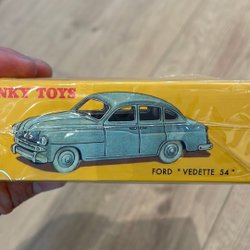 NKY TOYS
FORD " VEDETTE 54 "